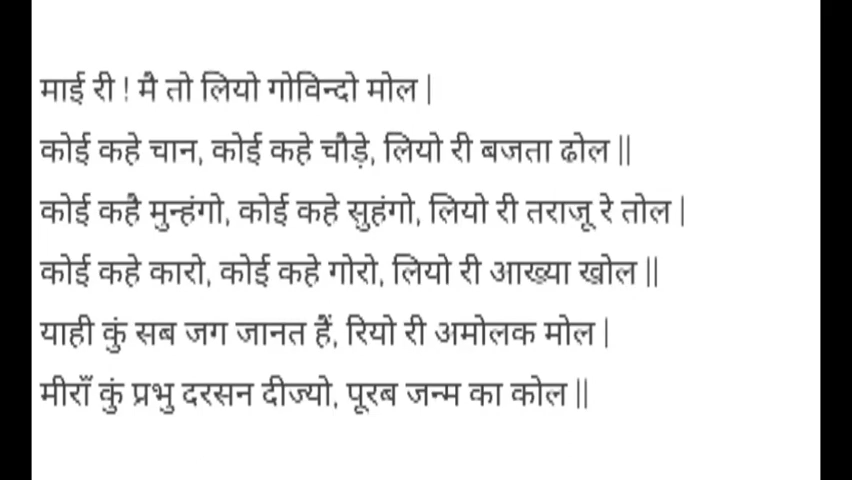 माई री ! मै तो लियो गोविन्दो मोल |
कोई कहे चान, कोई कहे चौड़े, लियो री बजता ढोल ||
कोई कहै मुन्हंगो, कोई कहे सुहंगो, लियो री तराजू रे तोल |
कोई कहे कारो, कोई कहे गोरो, लियो री आख्या खोल ||
याही कुं सब जग जानत हैं, रियो री अमोलक मोल |
मीराँ कुं प्रभु दरसन दीज्यो, पूरब जन्म का कोल ||